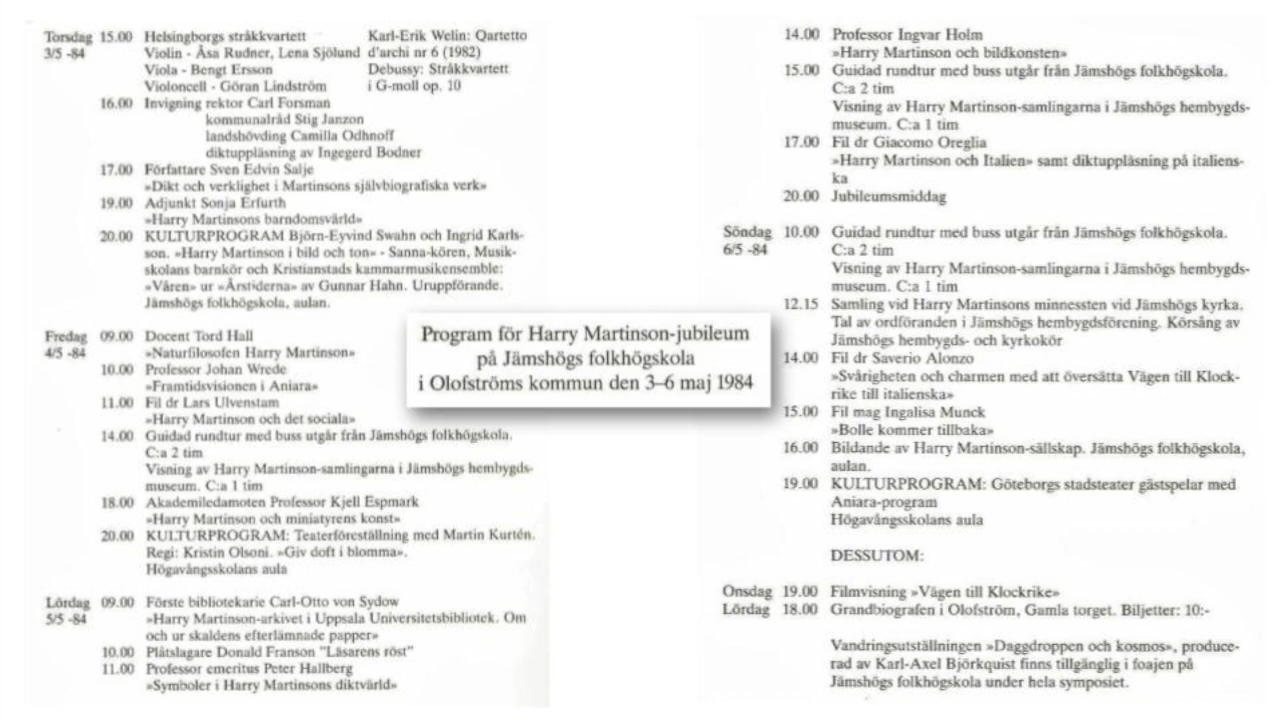 Torsdag 15.00 Helsingborgs stråkkvartett Karl-Erik Welin: Qartetto
3/5 -84 Violin - Åsa Rudner, Lena Sjölund d'archi nr 6 (1982)
Viola - Bengt Ersson Debussy: Stråkkvartett
Violoncell - Göran Lindström i G-moll op. 10
16.00 Invigning rektor Carl Forsman
kommunalråd Stig Janzon
landshövding Camilla Odhnoff
diktuppläsning av Ingegerd Bodner
17.00 Författare Sven Edvin Salje
»Dikt och verklighet i Martinsons självbiografiska verk»
19.00 Adjunkt Sonja Erfurth
»Harry Martinsons barndomsvärld»
20.00 KULTURPROGRAM Björn-Eyvind Swahn och Ingrid Karls-
son. »Harry Martinson i bild och ton» - Sanna-kören, Musik-
skolans barnkör och Kristianstads kammarmusikensemble:
»Våren» ur »Årstiderna» av Gunnar Hahn. Uruppförande.
Jämshögs folkhögskola, aulan.
Fredag 09.00 Docent Tord Hall
4/5 -84 »Naturfilosofen Harry Martinson»
10.00 Professor Johan Wrede
»Framtidsvisionen i Aniara»
11.00 Fil dr Lars Ulvenstam
»Harry Martinson och det sociala»
14.00 Guidad rundtur med buss utgår från Jämshögs folkhögskola.
C:a 2 tim
Visning av Harry Martinson-samlingarna i Jämshögs hembygds-
museum. C:a 1 tim
18.00 Akademiledamoten Professor Kjell Espmark
»Harry Martinson och miniatyrens konst»
20.00 KULTURPROGRAM: Teaterföreställning med Martin Kurtén.
Regi: Kristin Olsoni. »Giv doft i blomma».
Högavångsskolans aula
Lördag 09.00 Förste bibliotekarie Carl-Otto von Sydow
5/5 -84 »Harry Martinson-arkivet i Uppsala Universitetsbibliotek. Om
och ur skaldens efterlämnade papper»
10.00 Plåtslagare Donald Franson "Läsarens röst"
11.00 Professor emeritus Peter Hallberg
»Symboler i Harry Martinsons diktvärld»
Program för Harry Martinson-jubileum
på Jämshögs folkhögskola
i Olofströms kommun den 3–6 maj 1984
14.00 Professor Ingvar Holm
»Harry Martinson och bildkonsten»
15.00 Guidad rundtur med buss utgår från Jämshögs folkhögskola.
C:a 2 tim
Visning av Harry Martinson-samlingarna i Jämshögs hembygds-
museum. C:a 1 tim
17.00 Fil dr Giacomo Oreglia
»Harry Martinson och Italien» samt diktuppläsning på italiens-
ka
20.00 Jubileumsmiddag
Söndag 10.00 Guidad rundtur med buss utgår från Jämshögs folkhögskola.
6/5 -84 C:a 2 tim
Visning av Harry Martinson-samlingarna i Jämshögs hembygds-
museum. C:a 1 tim
12.15 Samling vid Harry Martinsons minnessten vid Jämshögs kyrka.
Tal av ordföranden i Jämshögs hembygdsförening. Körsång av
Jämshögs hembygds- och kyrkokör
14.00 Fil dr Saverio Alonzo
»Svårigheten och charmen med att översätta Vägen till Klock-
rike till italienska»
15.00 Fil mag Ingalisa Munck
»Bolle kommer tillbaka»
16.00 Bildande av Harry Martinson-sällskap. Jämshögs folkhögskola,
aulan.
19.00 KULTURPROGRAM: Göteborgs stadsteater gästspelar med
Aniara-program
Högavångsskolans aula
DESSUTOM:
Onsdag 19.00 Filmvisning »Vägen till Klockrike»
Lördag 18.00 Grandbiografen i Olofström, Gamla torget. Biljetter: 10:-
Vandringsutställningen »Daggdroppen och kosmos», produce-
rad av Karl-Axel Björkquist finns tillgänglig i foajen på
Jämshögs folkhögskola under hela symposiet.